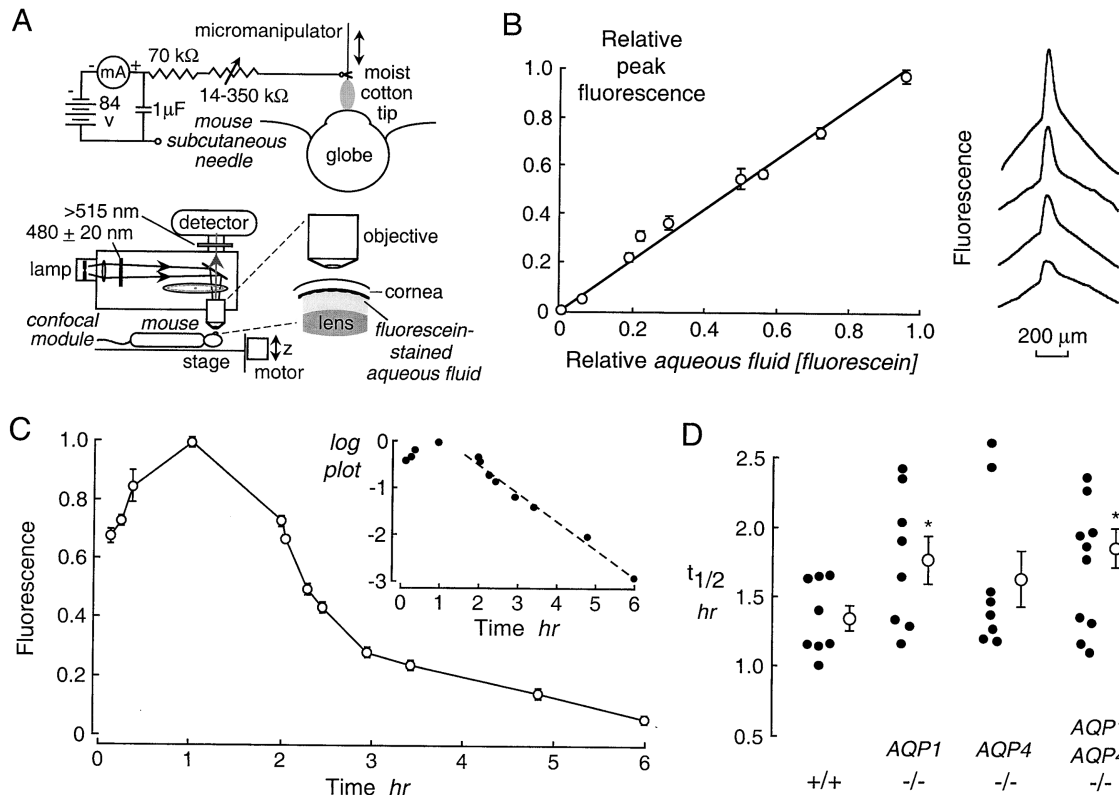 A
micromanipulator
70 kΩ
- mA +
14-350 kΩ
moist
cotton
tip
-
84
v
1μF
mouse
subcutaneous
needle
globe
>515 nm
480 ± 20 nm
detector
lamp
objective
cornea
lens
fluorescein-
stained
aqueous fluid
confocal
module
mouse
stage
z
motor
B
Relative
peak
fluorescence
1.0
0.8
0.6
0.4
0.2
0
0 0.2 0.4 0.6 0.8 1.0
Relative aqueous fluid [fluorescein]
Fluorescence
200 μm
C
Fluorescence
1.0
0.8
0.6
0.4
0.2
0
0 1 2 3 4 5 6
Time hr
log
plot
0
-1
-2
-3
0 1 2 3 4 5 6
Time hr
D
t1/2
hr
2.5
2.0
1.5
1.0
0.5
*
*
+/+
AQP1
-/-
AQP4
-/-
AQP1
AQP4
-/-